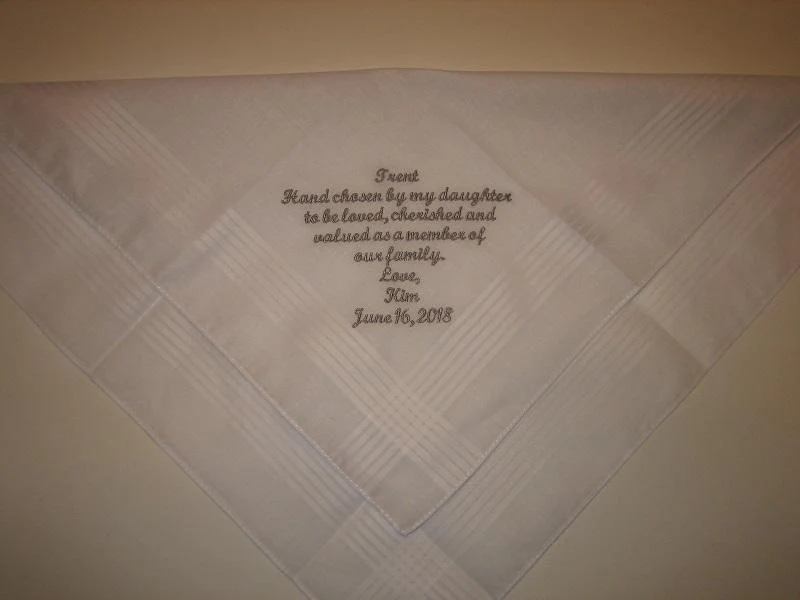 Trent
Hand chosen by my daughter
to be loved, cherished and
valued as a member of
our family.
Love,
Kim
June 16, 2018